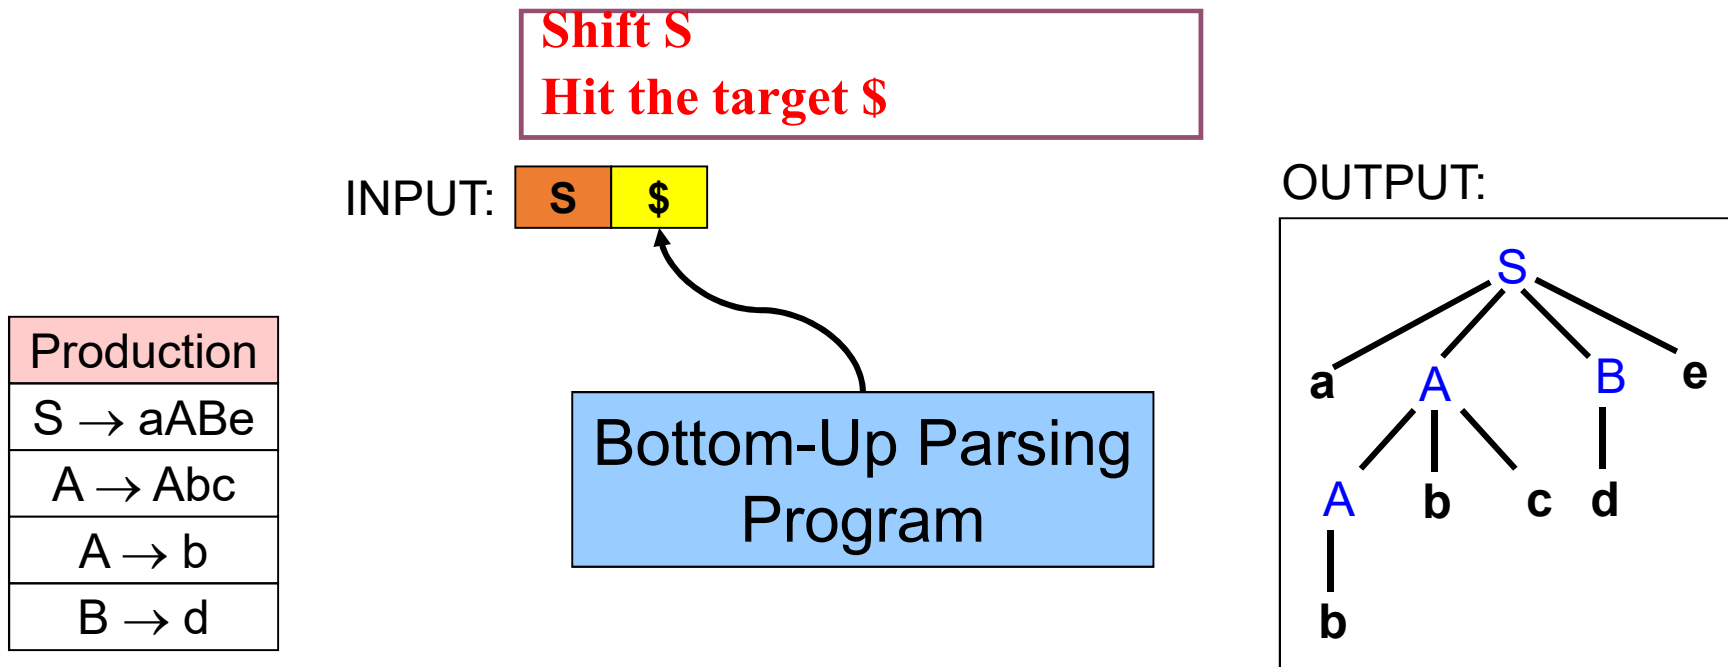 Shift S
Hit the target $
INPUT: S $
OUTPUT:
Production
S → aABe
A → Abc
A → b
B → d
Bottom-Up Parsing
Program
S
a A B e
A b c d
b